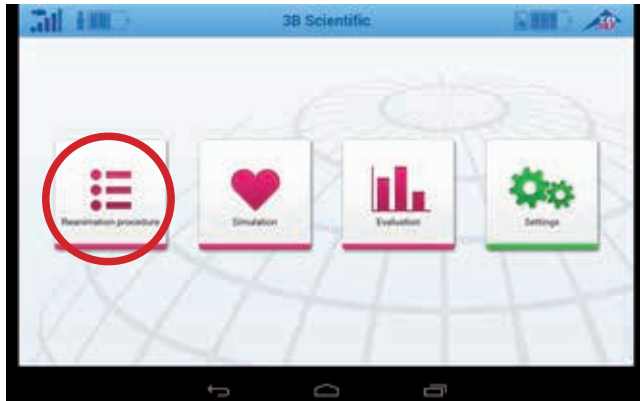 3B Scientific
Reanimation procedure
Simulation
Evaluation
Settings